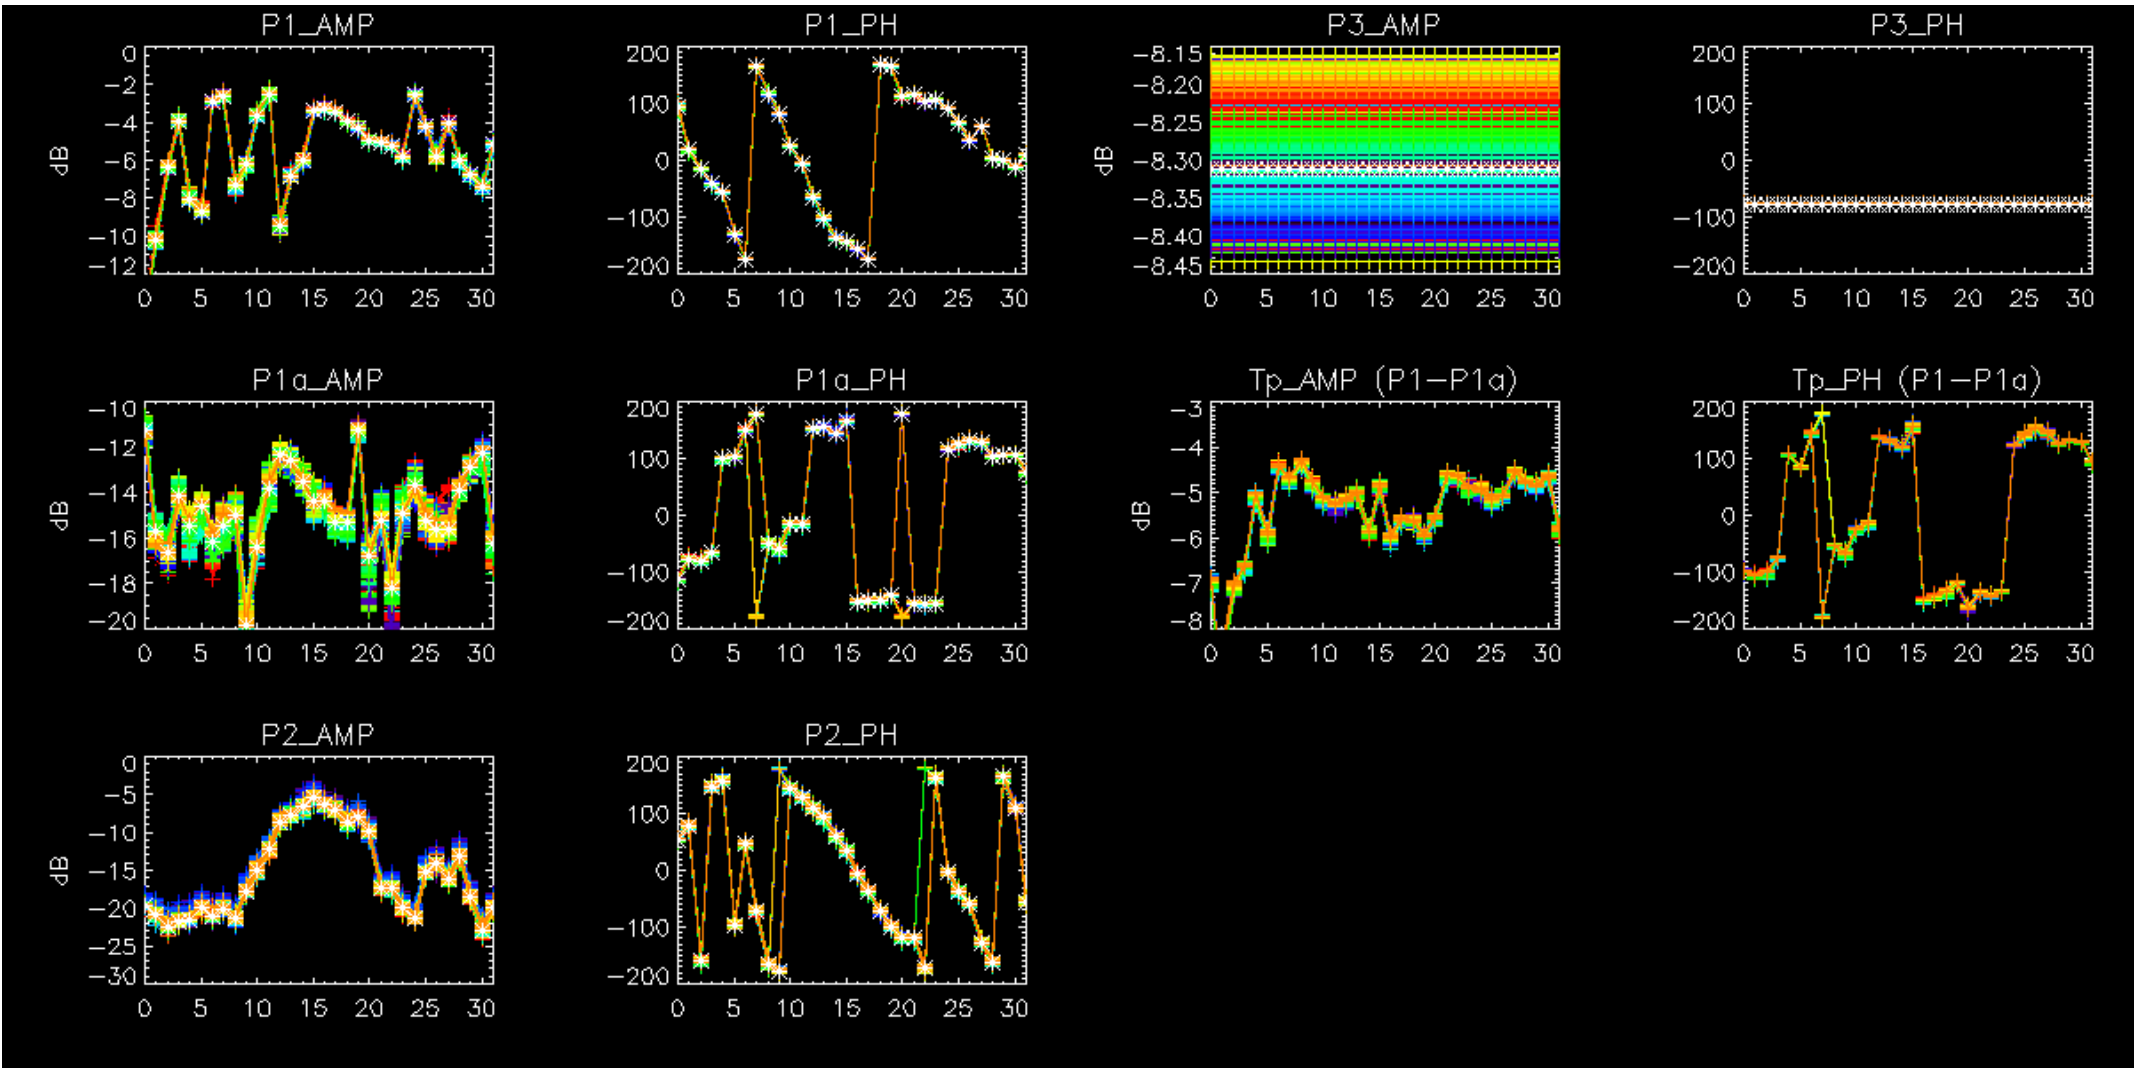 P1_AMP P1_PH P3_AMP P3_PH
0 200 -8.15 200
-2 -8.20
-4 100 -8.25 100
dB -6 0 dB -8.30 0
-8 -8.35
-10 -100 -8.40 -100
-12 -200 -8.45 -200
0 5 10 15 20 25 30 0 5 10 15 20 25 30 0 5 10 15 20 25 30 0 5 10 15 20 25 30
P1a_AMP P1a_PH Tp_AMP (P1-P1a) Tp_PH (P1-P1a)
-10 200 -3 200
-12 100 -4 100
dB -14 0 dB -5 0
-16 -6
-18 -100 -7 -100
-20 -200 -8 -200
0 5 10 15 20 25 30 0 5 10 15 20 25 30 0 5 10 15 20 25 30 0 5 10 15 20 25 30
P2_AMP P2_PH
0 200
-5 100
-10
dB -15 0
-20 -100
-25
-30 -200
0 5 10 15 20 25 30 0 5 10 15 20 25 30